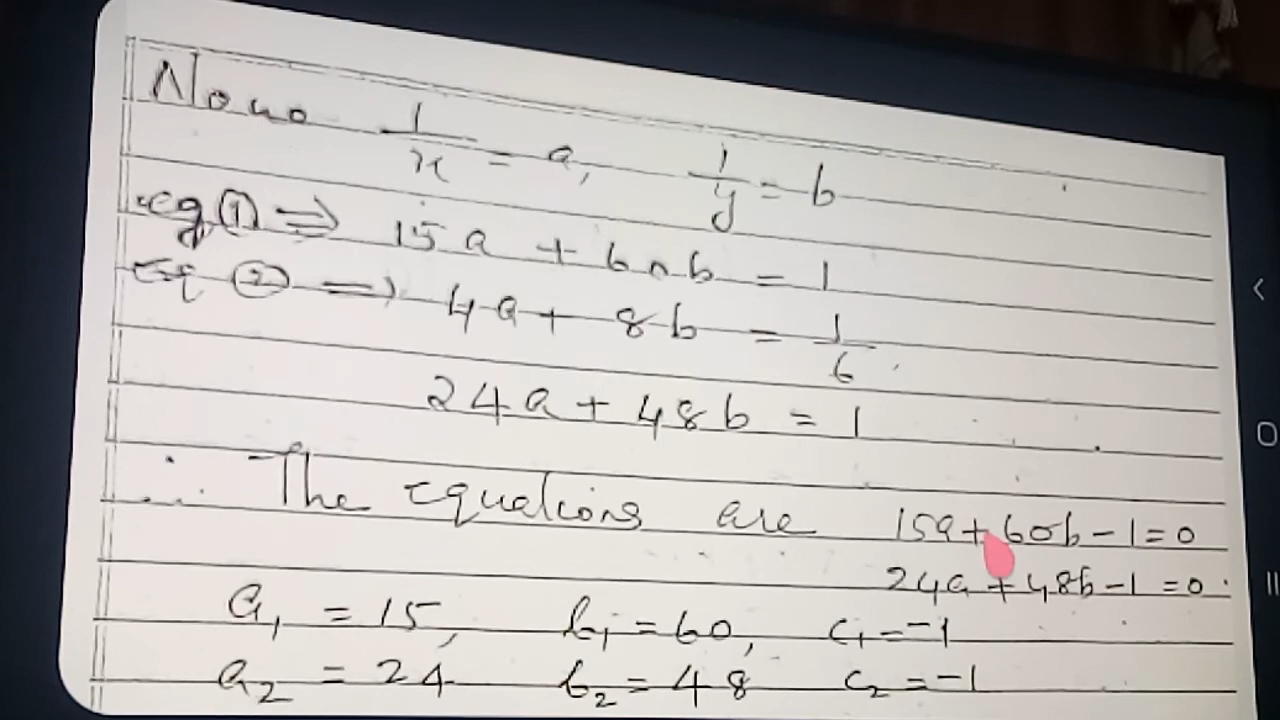 Now 1/x = a, 1/y = b
eq ① ⇒ 15a + 60b = 1
eq ② ⇒ 4a + 8b = 1/6
24a + 48b = 1
∴ The equations are 15a + 60b - 1 = 0
24a + 48b - 1 = 0
a₁ = 15, b₁ = 60, c₁ = -1
a₂ = 24 b₂ = 48 c₂ = -1